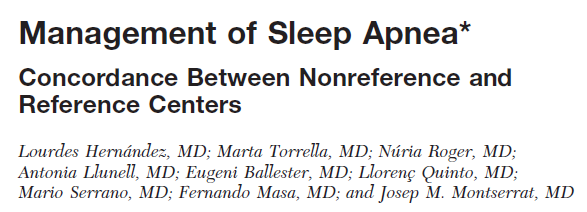 Management of Sleep Apnea*
Concordance Between Nonreference and
Reference Centers
Lourdes Hernández, MD; Marta Torrella, MD; Núria Roger, MD;
Antonia Llunell, MD; Eugeni Ballester, MD; Llorenç Quinto, MD;
Mario Serrano, MD; Fernando Masa, MD; and Josep M. Montserrat, MD